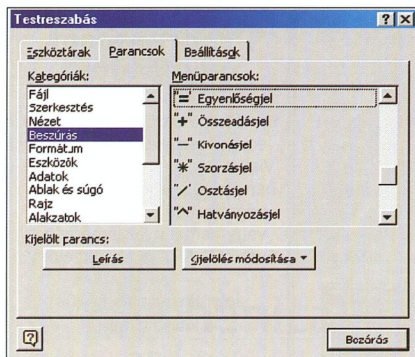 Testreszabás
Eszköztárak Parancsok Beállítások
Kategóriák: Menüparancsok:
Fájl
Szerkesztés
Nézet
Beszúrás
Formátum
Eszközök
Adatok
Ablak és súgó
Rajz
Alakzatok
"=" Egyenlőségjel
"+" Összeadásjel
"—" Kivonásjel
"*" Szorzásjel
"/" Osztásjel
"^" Hatványozásjel
Kijelölt parancs:
Leírás Kijelölés módosítása
Bezárás